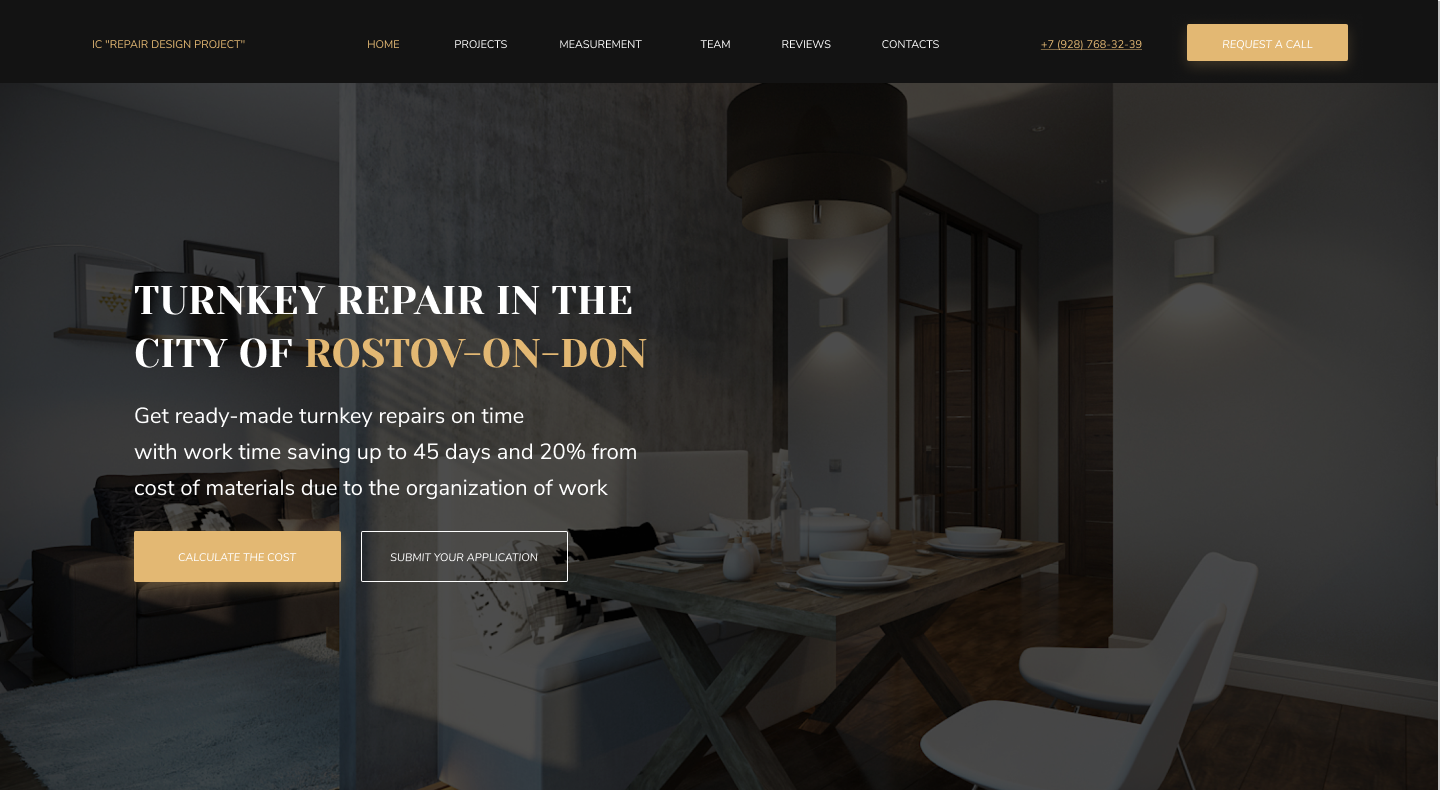 IC "REPAIR DESIGN PROJECT"
HOME
PROJECTS
MEASUREMENT
TEAM
REVIEWS
CONTACTS
+7 (928) 768-32-39
REQUEST A CALL
TURNKEY REPAIR IN THE
CITY OF ROSTOV-ON-DON
Get ready-made turnkey repairs on time
with work time saving up to 45 days and 20% from
cost of materials due to the organization of work
CALCULATE THE COST
SUBMIT YOUR APPLICATION